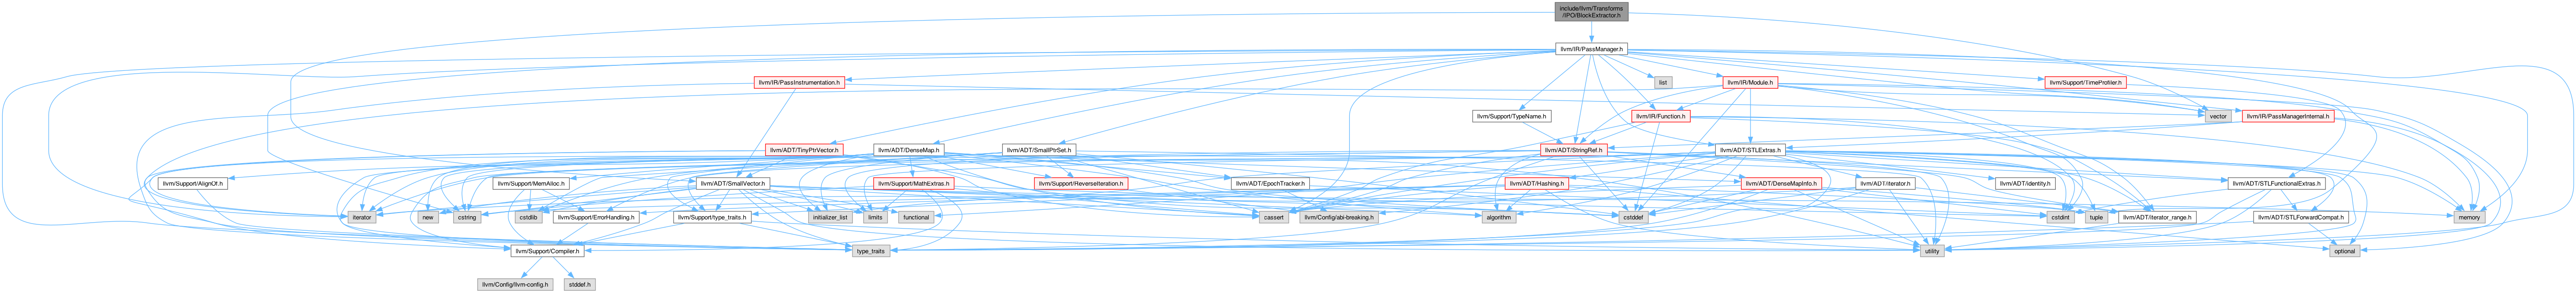 include/llvm/Transforms
/IPO/BlockExtractor.h
llvm/IR/PassManager.h
llvm/IR/PassInstrumentation.h
list
llvm/IR/Module.h
llvm/Support/TimeProfiler.h
llvm/Support/TypeName.h
llvm/IR/Function.h
vector
llvm/IR/PassManagerInternal.h
llvm/ADT/TinyPtrVector.h
llvm/ADT/DenseMap.h
llvm/ADT/SmallPtrSet.h
llvm/ADT/StringRef.h
llvm/ADT/STLExtras.h
llvm/Support/AlignOf.h
llvm/Support/MemAlloc.h
llvm/ADT/SmallVector.h
llvm/Support/MathExtras.h
llvm/Support/ReverseIteration.h
llvm/ADT/EpochTracker.h
llvm/ADT/Hashing.h
llvm/ADT/DenseMapInfo.h
llvm/ADT/iterator.h
llvm/ADT/identity.h
llvm/ADT/STLFunctionalExtras.h
iterator
new
cstring
cstdlib
llvm/Support/ErrorHandling.h
llvm/Support/type_traits.h
initializer_list
limits
functional
cassert
llvm/Config/abi-breaking.h
algorithm
cstddef
cstdint
tuple
llvm/ADT/iterator_range.h
llvm/ADT/STLForwardCompat.h
memory
llvm/Support/Compiler.h
type_traits
utility
optional
llvm/Config/llvm-config.h
stddef.h